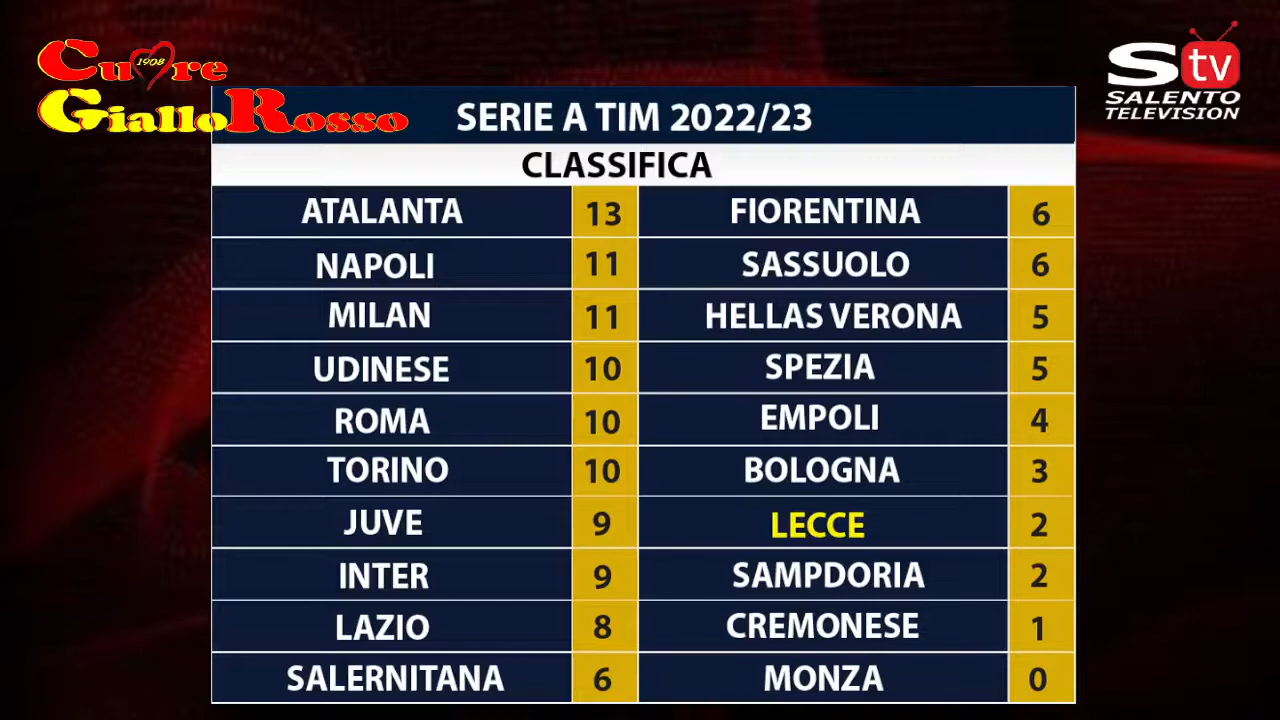 Cuore
1908
GialloRosso
S tv
SALENTO
TELEVISION
SERIE A TIM 2022/23
CLASSIFICA
ATALANTA 13 FIORENTINA 6
NAPOLI 11 SASSUOLO 6
MILAN 11 HELLAS VERONA 5
UDINESE 10 SPEZIA 5
ROMA 10 EMPOLI 4
TORINO 10 BOLOGNA 3
JUVE 9 LECCE 2
INTER 9 SAMPDORIA 2
LAZIO 8 CREMONESE 1
SALERNITANA 6 MONZA 0